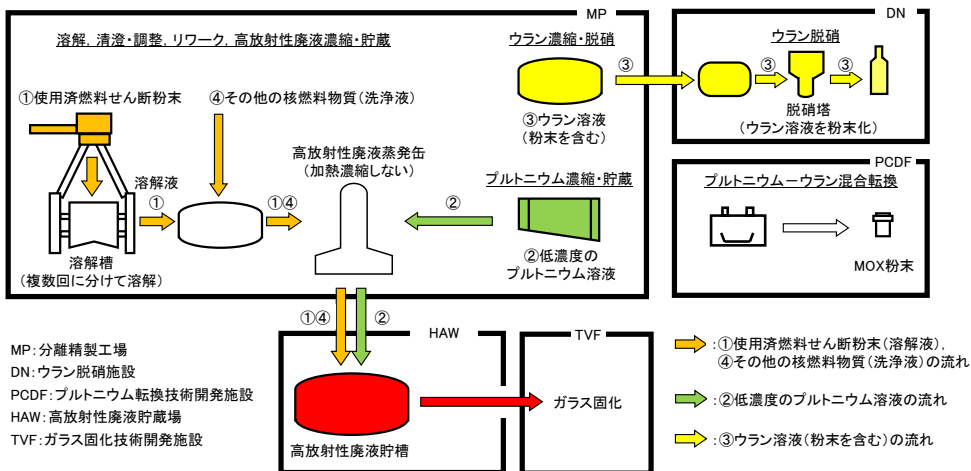 MP
溶解, 清澄・調整, リワーク, 高放射性廃液濃縮・貯蔵
①使用済燃料せん断粉末
④その他の核燃料物質(洗浄液)
溶解液
①
①④
溶解槽
(複数回に分けて溶解)
高放射性廃液蒸発缶
(加熱濃縮しない)
ウラン濃縮・脱硝
③
③ウラン溶液
(粉末を含む)
プルトニウム濃縮・貯蔵
②
②低濃度の
プルトニウム溶液
DN
ウラン脱硝
③
③
脱硝塔
(ウラン溶液を粉末化)
PCDF
プルトニウム－ウラン混合転換
MOX粉末
①④
②
HAW
高放射性廃液貯槽
TVF
ガラス固化
MP:分離精製工場
DN:ウラン脱硝施設
PCDF:プルトニウム転換技術開発施設
HAW:高放射性廃液貯蔵場
TVF:ガラス固化技術開発施設
:①使用済燃料せん断粉末(溶解液),
④その他の核燃料物質(洗浄液)の流れ
:②低濃度のプルトニウム溶液の流れ
:③ウラン溶液(粉末を含む)の流れ